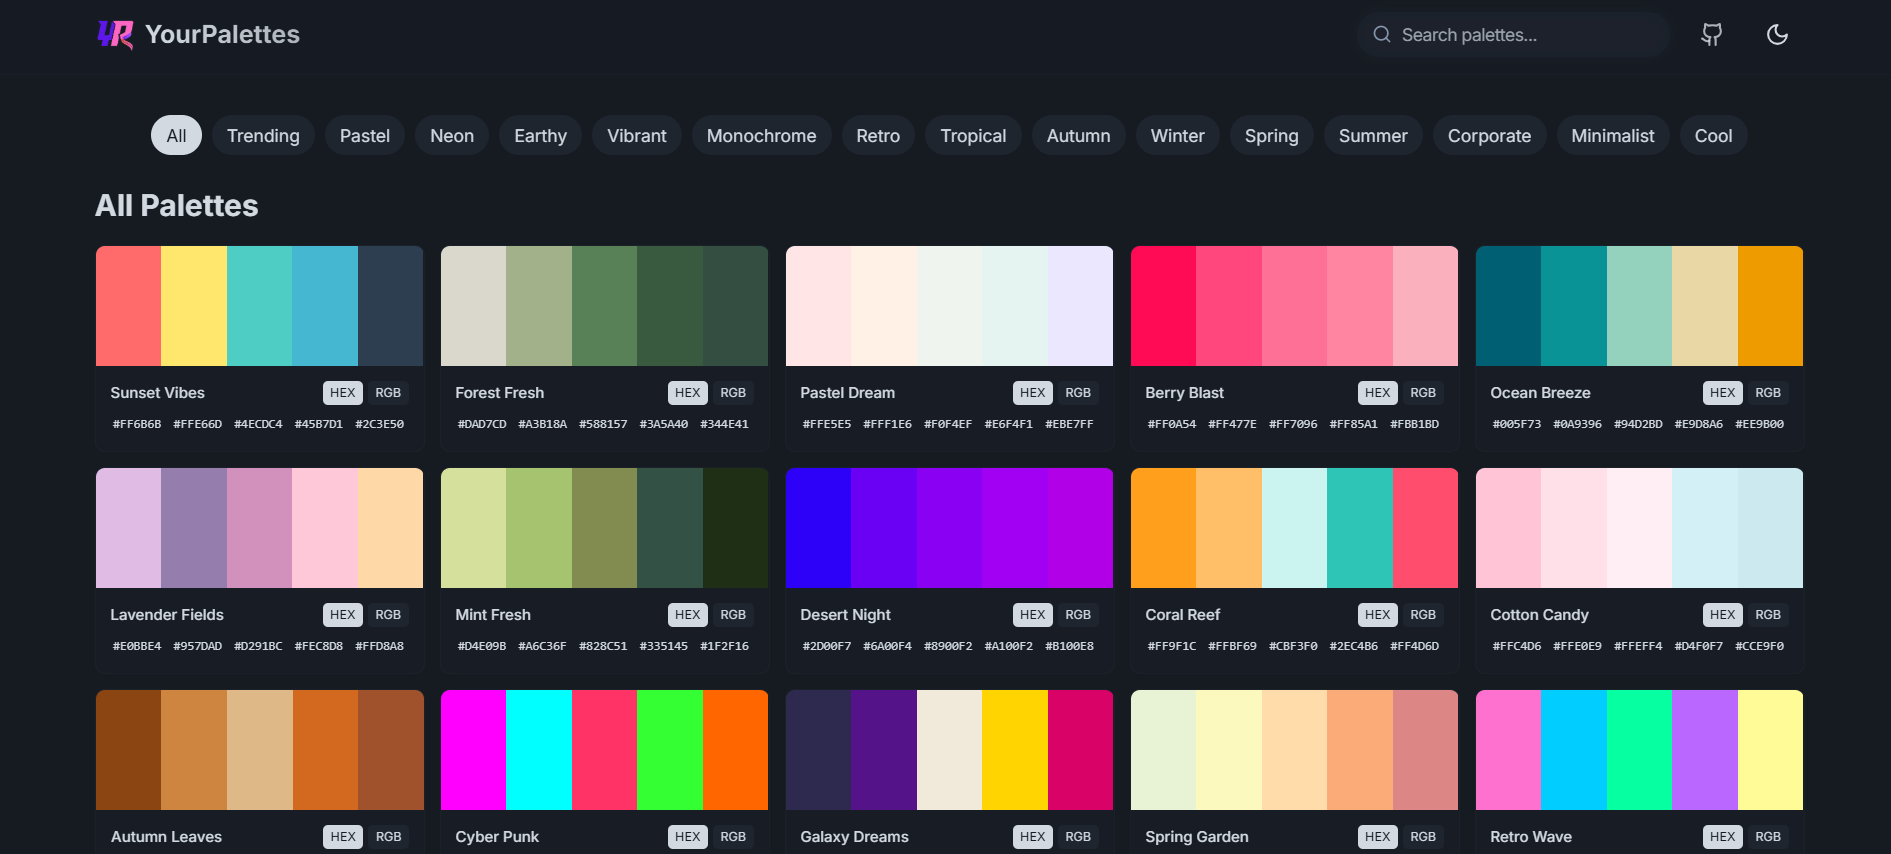 YR YourPalettes
Search palettes...
All Trending Pastel Neon Earthy Vibrant Monochrome Retro Tropical Autumn Winter Spring Summer Corporate Minimalist Cool
All Palettes
Sunset Vibes HEX RGB
#FF6B6B #FFE66D #4ECDC4 #45B7D1 #2C3E50
Forest Fresh HEX RGB
#DAD7CD #A3B18A #588157 #3A5A40 #344E41
Pastel Dream HEX RGB
#FFE5E5 #FFF1E6 #F0F4EF #E6F4F1 #EBE7FF
Berry Blast HEX RGB
#FF0A54 #FF477E #FF7096 #FF85A1 #FBB1BD
Ocean Breeze HEX RGB
#005F73 #0A9396 #94D2BD #E9D8A6 #EE9B00
Lavender Fields HEX RGB
#E0BBE4 #957DAD #D291BC #FEC8D8 #FFD8A8
Mint Fresh HEX RGB
#D4E09B #A6C36F #828C51 #335145 #1F2F16
Desert Night HEX RGB
#2D00F7 #6A00F4 #8900F2 #A100F2 #B100E8
Coral Reef HEX RGB
#FF9F1C #FFBF69 #CBF3F0 #2EC4B6 #FF4D6D
Cotton Candy HEX RGB
#FFC4D6 #FFE0E9 #FFEFF4 #D4F0F7 #CCE9F0
Autumn Leaves HEX RGB
Cyber Punk HEX RGB
Galaxy Dreams HEX RGB
Spring Garden HEX RGB
Retro Wave HEX RGB